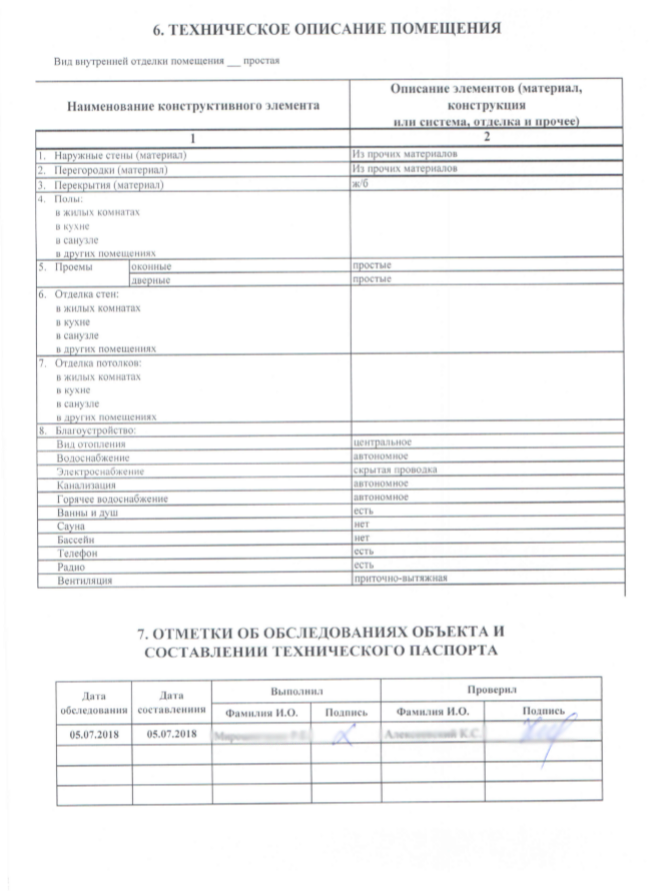 6. ТЕХНИЧЕСКОЕ ОПИСАНИЕ ПОМЕЩЕНИЯ
Вид внутренней отделки помещения ___ простая
Наименование конструктивного элемента
Описание элементов (материал,
конструкция
или система, отделка и прочее)
1 2
1. Наружные стены (материал) Из прочих материалов
2. Перегородки (материал) Из прочих материалов
3. Перекрытия (материал) ж/б
4. Полы:
в жилых комнатах
в кухне
в санузле
в других помещениях
5. Проемы оконные простые
дверные простые
6. Отделка стен:
в жилых комнатах
в кухне
в санузле
в других помещениях
7. Отделка потолков:
в жилых комнатах
в кухне
в санузле
в других помещениях
8. Благоустройство:
Вид отопления центральное
Водоснабжение автономное
Электроснабжение скрытая проводка
Канализация автономное
Горячее водоснабжение автономное
Ванны и душ есть
Сауна нет
Бассейн нет
Телефон есть
Радио есть
Вентиляция приточно-вытяжная
7. ОТМЕТКИ ОБ ОБСЛЕДОВАНИЯХ ОБЪЕКТА И
СОСТАВЛЕНИИ ТЕХНИЧЕСКОГО ПАСПОРТА
Дата
обследования
Дата
составления
Выполнил
Проверил
Фамилия И.О. Подпись Фамилия И.О. Подпись
05.07.2018 05.07.2018